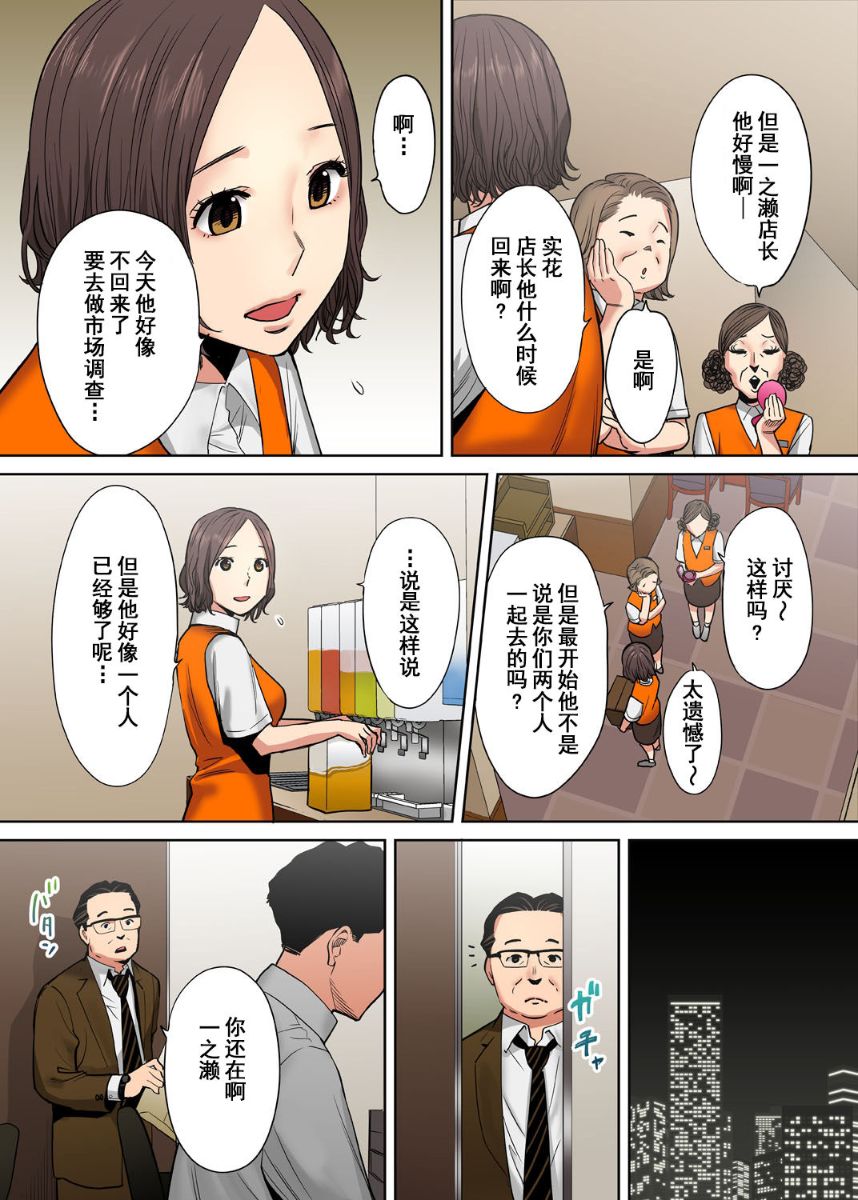 但是一之濑店长
他好慢啊—
是啊
实花
店长他什么时候
回来啊？
啊…
今天他好像
不回来了
要去做市场调查…
讨厌～
这样吗？
太遗憾了～
但是最开始他不是
说是你们两个人
一起去的吗？
…说是这样说
但是他好像一个人
已经够了呢…
ガチャ
バタン
你还在啊
一之濑